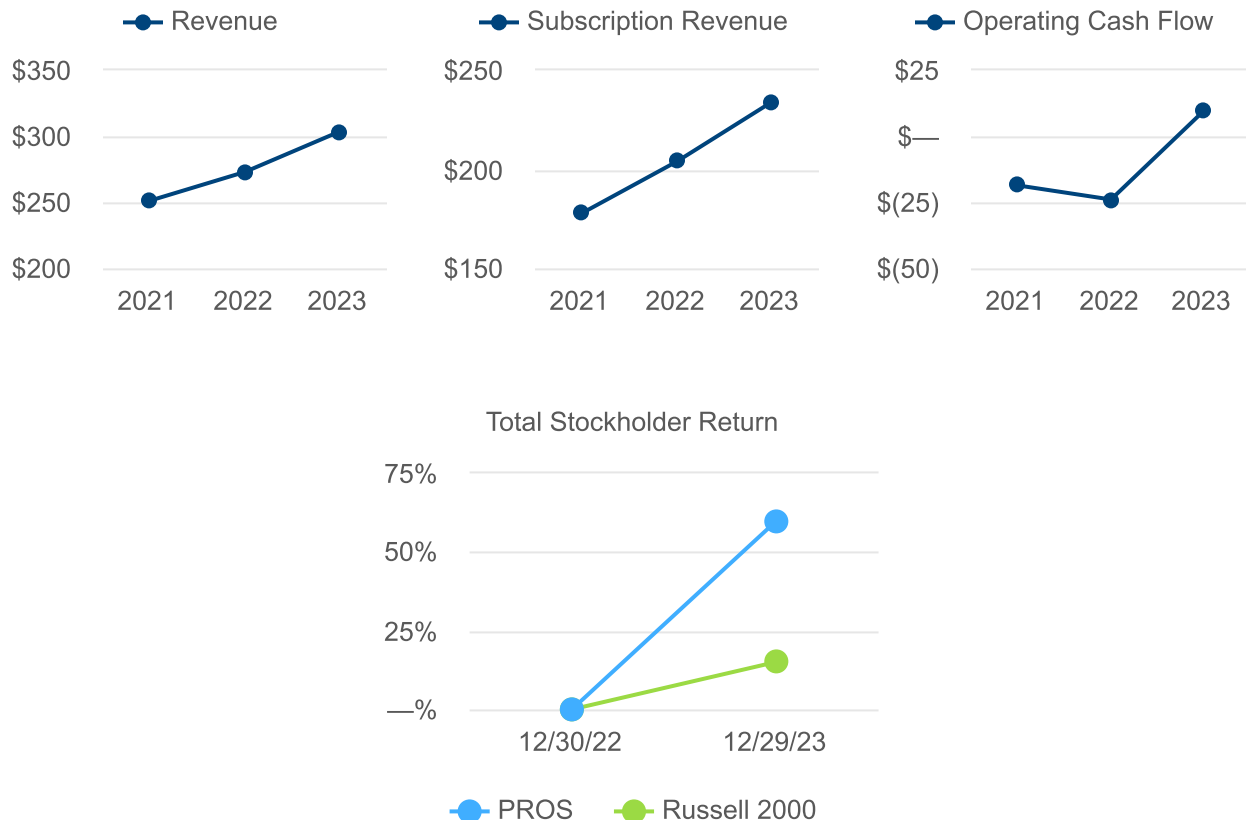 Revenue
$350
$300
$250
$200
2021 2022 2023
Subscription Revenue
$250
$200
$150
2021 2022 2023
Operating Cash Flow
$25
$—
$(25)
$(50)
2021 2022 2023
Total Stockholder Return
75%
50%
25%
—%
12/30/22 12/29/23
PROS Russell 2000